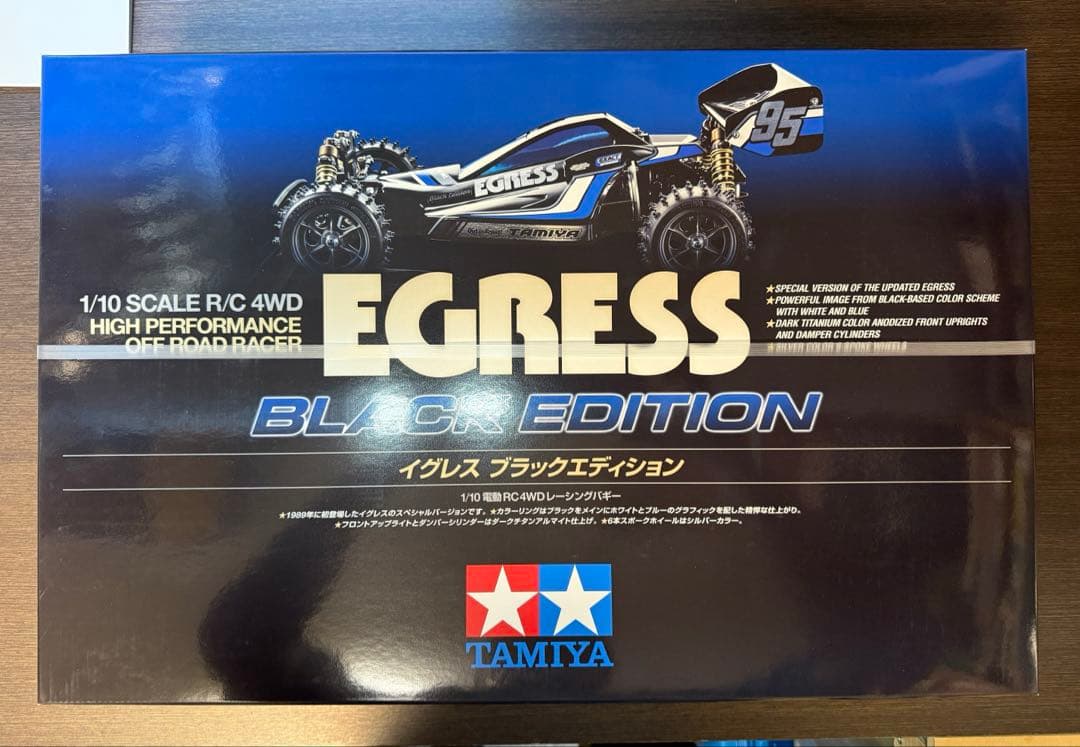 95
EGRESS
Black Edition
TAMIYA
1/10 SCALE R/C 4WD
HIGH PERFORMANCE
OFF ROAD RACER
EGRESS
★SPECIAL VERSION OF THE UPDATED EGRESS
★POWERFUL IMAGE FROM BLACK-BASED COLOR SCHEME
WITH WHITE AND BLUE
★DARK TITANIUM COLOR ANODIZED FRONT UPRIGHTS
AND DAMPER CYLINDERS
★SILVER COLOR 6-SPOKE WHEELS
BLACK EDITION
イグレス ブラックエディション
1/10 電動RC4WDレーシングバギー
★1989年に初登場したイグレスのスペシャルバージョンです。★カラーリングはブラックをメインにホワイトとブルーのグラフィックを配した精悍な仕上がり。
★フロントアップライトとダンパーシリンダーはダークチタンアルマイト仕上げ。★6本スポークホイールはシルバーカラー。
TAMIYA